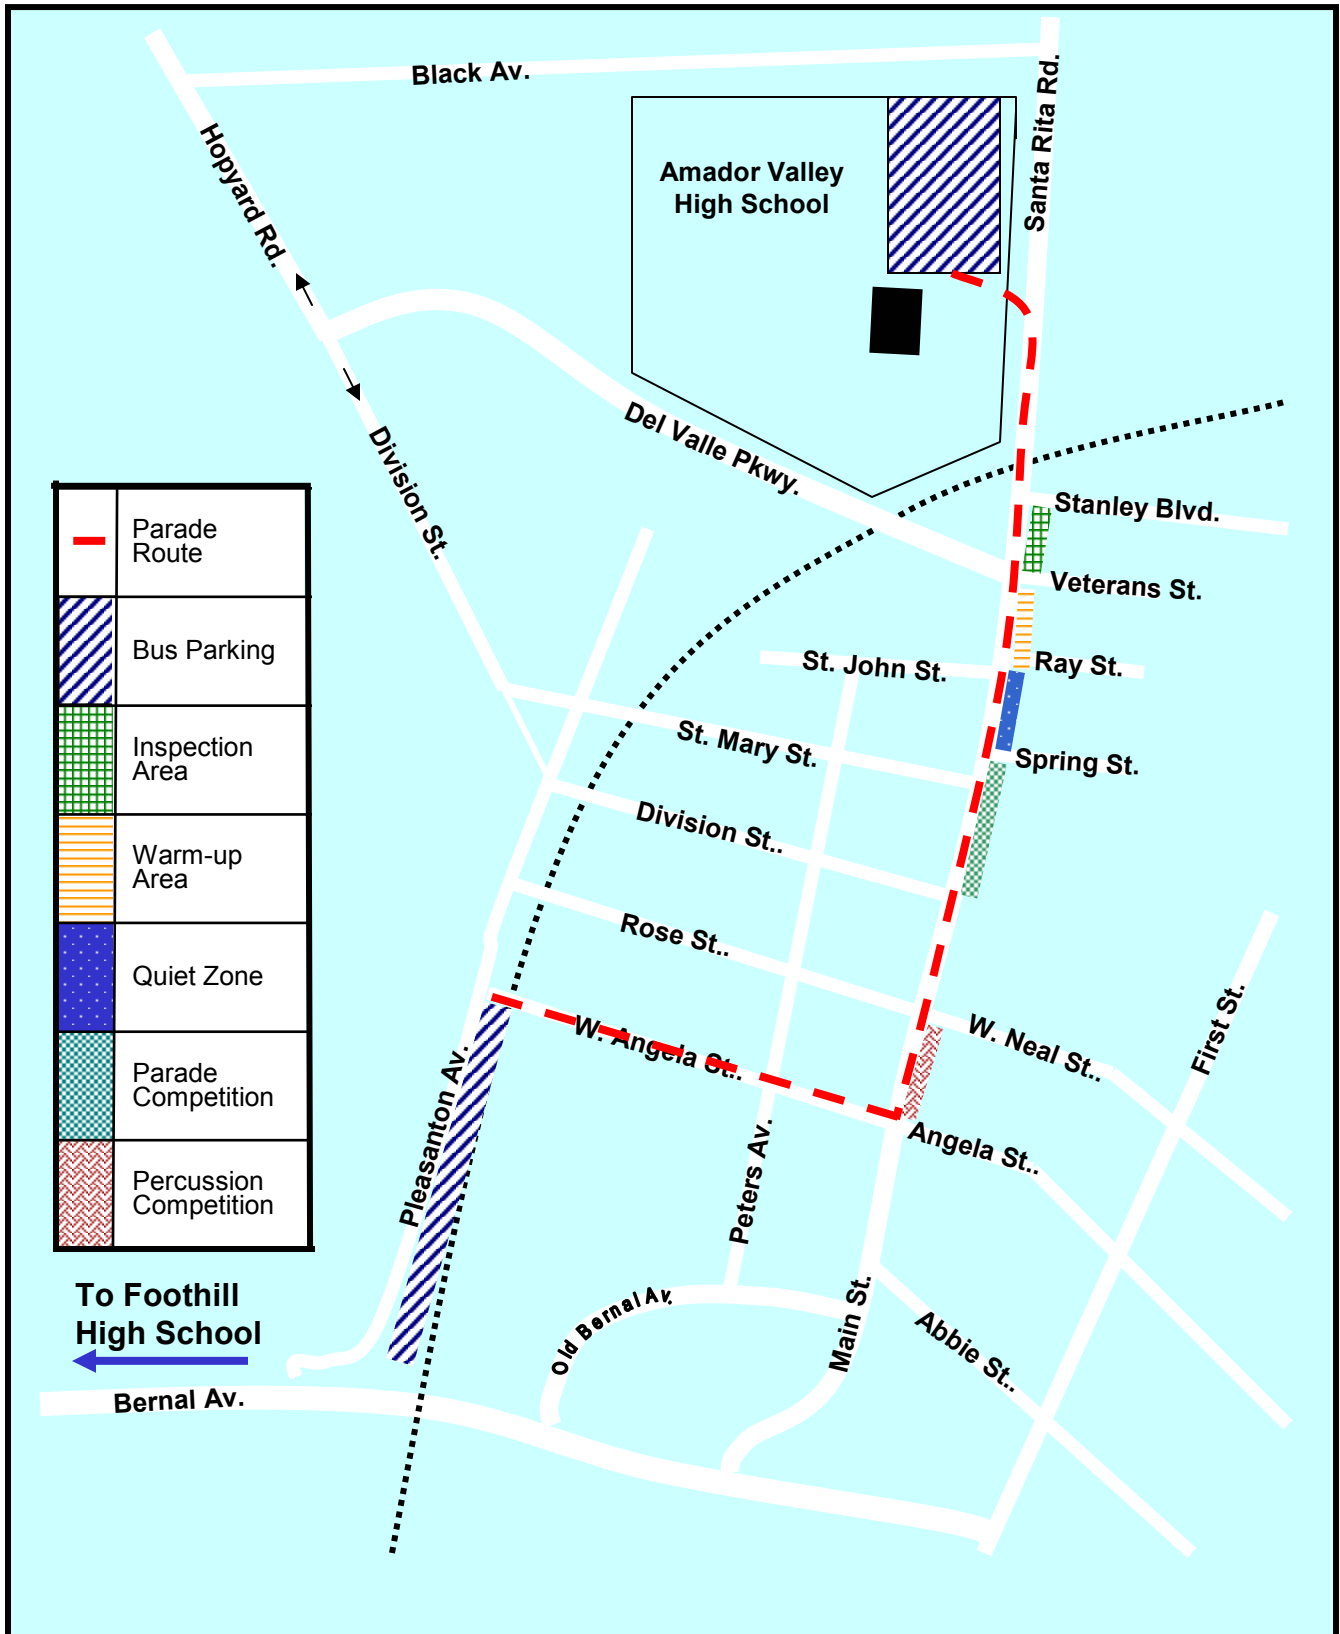 Black Av.
Santa Rita Rd.
Hopyard Rd.
Amador Valley
High School
Del Valle Pkwy.
Division St.
Stanley Blvd.
Veterans St.
St. John St.
Ray St.
St. Mary St.
Spring St.
Division St..
Rose St..
W. Neal St..
First St.
W. Angela St..
Angela St..
Pleasanton Av.
Peters Av.
Old Bernal Av.
Main St.
Abbie St..
Bernal Av.
Parade
Route
Bus Parking
Inspection
Area
Warm-up
Area
Quiet Zone
Parade
Competition
Percussion
Competition
To Foothill
High School